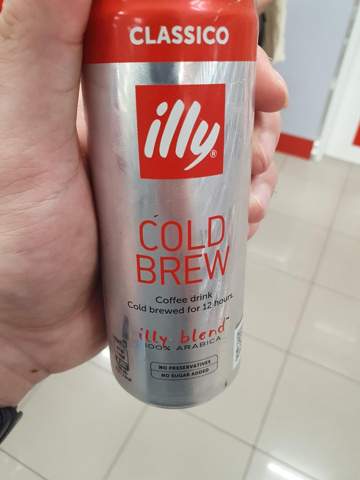 CLASSICO
illy®
COLD
BREW
Coffee drink
Cold brewed for 12 hours.
illy blend™
100% ARABICA
NO PRESERVATIVES
NO SUGAR ADDED